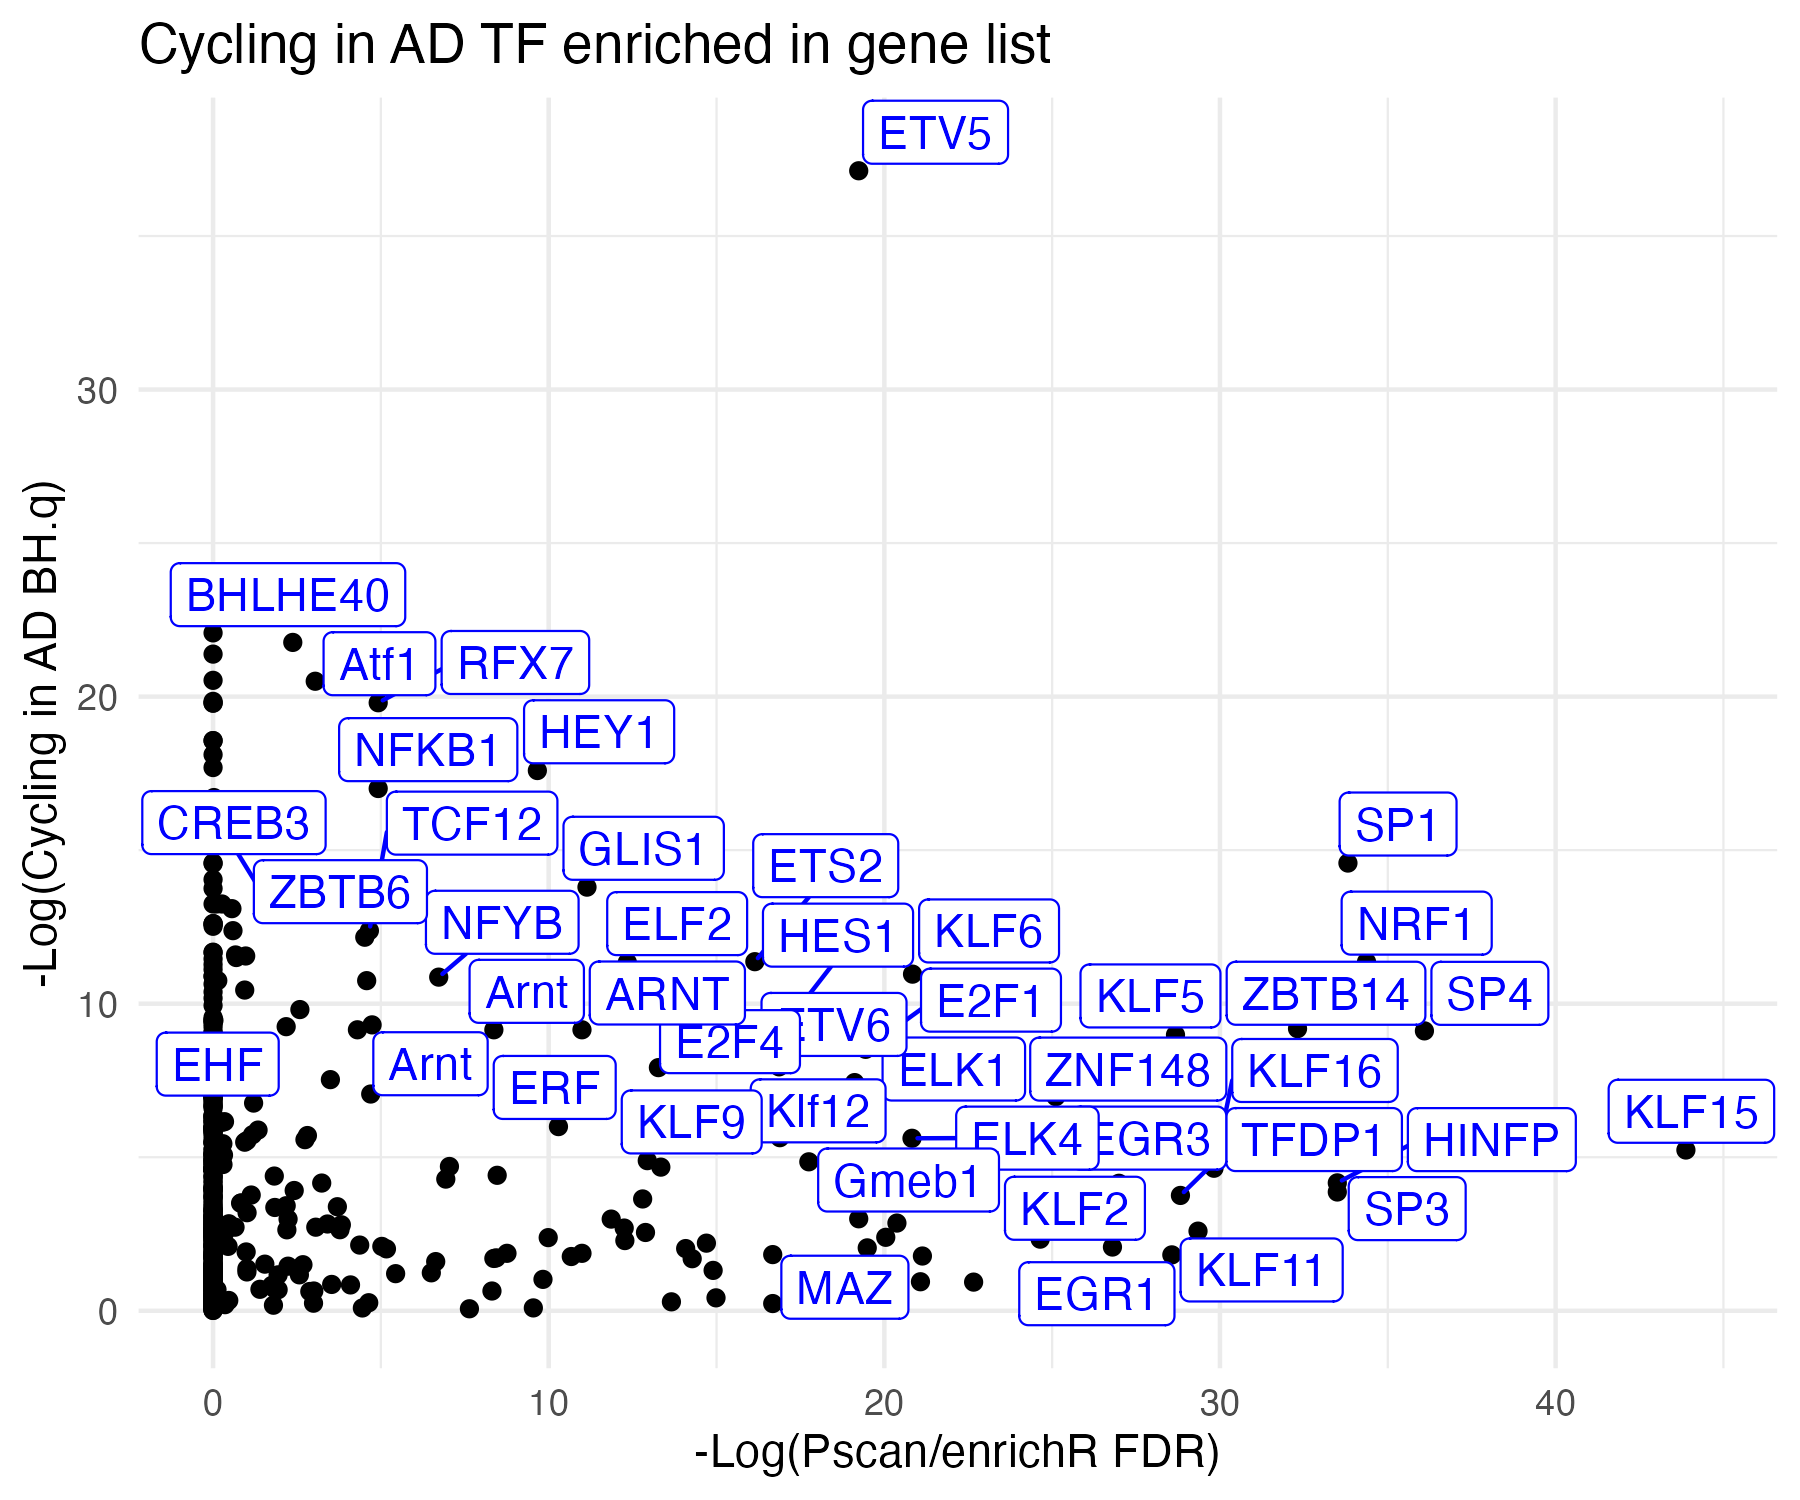 Cycling in AD TF enriched in gene list
ETV5
30
-Log(Cycling in AD BH.q)
BHLHE40
Atf1
RFX7
20
HEY1
NFKB1
CREB3
TCF12
SP1
GLIS1
ETS2
ZBTB6
NFYB
ELF2
HES1
KLF6
NRF1
10
Arnt
ARNT
E2F1
KLF5
ZBTB14
SP4
ETV6
E2F4
EHF
Arnt
ERF
ELK1
ZNF148
KLF16
KLF9
Klf12
KLF15
ELK4
EGR3
TFDP1
HINFP
Gmeb1
KLF2
SP3
MAZ
EGR1
KLF11
0
0
10
20
30
40
-Log(Pscan/enrichR FDR)